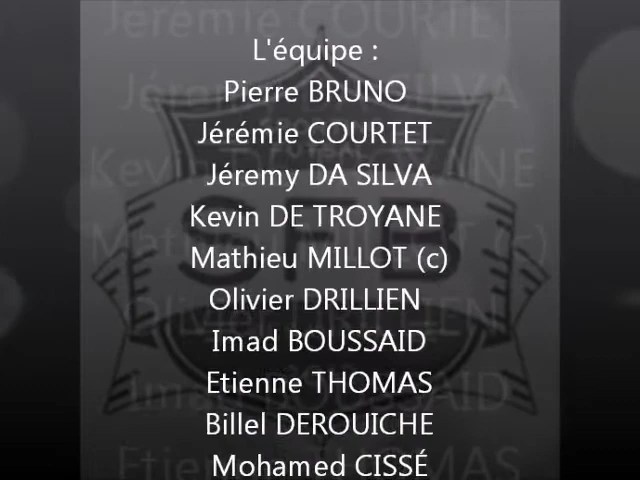 L'équipe :
Pierre BRUNO
Jérémie COURTET
Jéremy DA SILVA
Kevin DE TROYANE
Mathieu MILLOT (c)
Olivier DRILLIEN
Imad BOUSSAID
Etienne THOMAS
Billel DEROUICHE
Mohamed CISSÉ